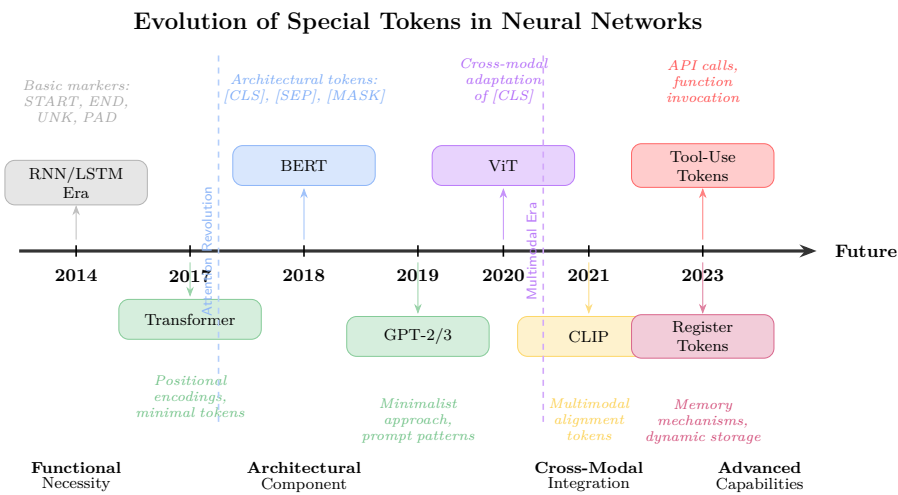 Evolution of Special Tokens in Neural Networks
Basic markers:
START, END,
UNK, PAD
Architectural tokens:
[CLS], [SEP], [MASK]
Cross-modal
adaptation
of [CLS]
API calls,
function
invocation
RNN/LSTM
Era
BERT
ViT
Tool-Use
Tokens
Attention Revolution
Multimodal Era
Future
2014
2017
2018
2019
2020
2021
2023
Transformer
GPT-2/3
CLIP
Register
Tokens
Positional
encodings,
minimal tokens
Minimalist
approach,
prompt patterns
Multimodal
alignment
tokens
Memory
mechanisms,
dynamic storage
Functional
Necessity
Architectural
Component
Cross-Modal
Integration
Advanced
Capabilities